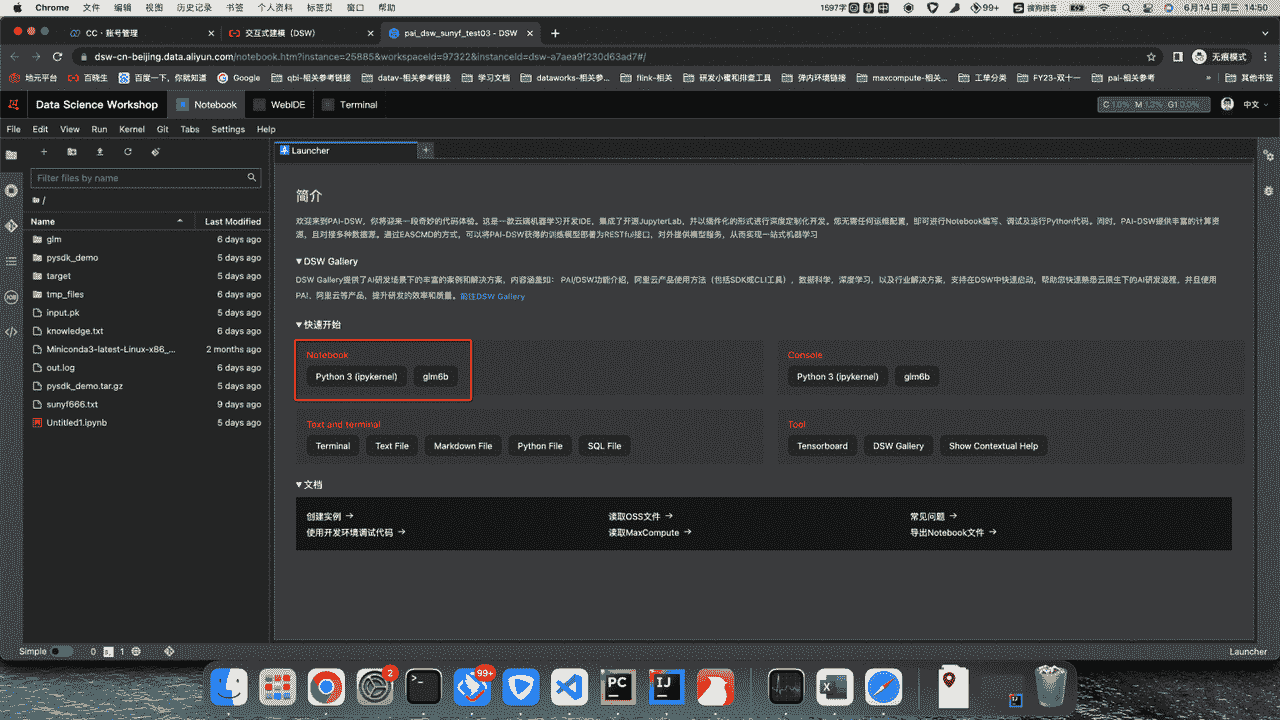 Chrome 文件 编辑 视图 历史记录 书签 个人资料 标签页 窗口 帮助
1597字 99+ 搜狗拼音 6月14日 周三 14:50
CC · 账号管理
交互式建模（DSW）
pai_dsw_sunyf_test03 - DSW
dsw-cn-beijing.data.aliyun.com/notebook.htm?instance=25885&workspaceId=97322&instanceId=dsw-a7aea9f230d63ad7#/
无痕模式
地元平台 百晓生 百度一下，你就知道 Google qbi-相关参考链接 datav-相关参考链接 学习文档 dataworks-相关参... flink-相关 研发小蜜和排查工具 弹内环境链接 maxcompute-相关... 工单分类 FY23-双十一 pai-相关参考 » 其他书签
Data Science Workshop Notebook WebIDE Terminal
C 1.0% M 1.3% G1 0.0% 中文
File Edit View Run Kernel Git Tabs Settings Help
Launcher
Filter files by name
/
Name Last Modified
glm 6 days ago
pysdk_demo 5 days ago
target 5 days ago
tmp_files 6 days ago
input.pk 5 days ago
knowledge.txt 6 days ago
Miniconda3-latest-Linux-x86_... 2 months ago
out.log 6 days ago
pysdk_demo.tar.gz 5 days ago
sunyf666.txt 9 days ago
Untitled1.ipynb 5 days ago
简介
欢迎来到PAI-DSW，你将迎来一段奇妙的代码体验。这是一款云端机器学习开发IDE，集成了开源JupyterLab，并以插件化的形式进行深度定制化开发。您无需任何运维配置，即可进行Notebook编写、调试及运行Python代码。同时，PAI-DSW提供丰富的计算资
源，且对接多种数据源。通过EASCMD的方式，可以将PAI-DSW获得的训练模型部署为RESTful接口，对外提供模型服务，从而实现一站式机器学习
DSW Gallery
DSW Gallery提供了AI研发场景下的丰富的案例和解决方案，内容涵盖如： PAI/DSW功能介绍，阿里云产品使用方法（包括SDK或CLI工具），数据科学，深度学习，以及行业解决方案，支持在DSW中快速启动，帮助您快速熟悉云原生下的AI研发流程，并且使用
PAI、阿里云等产品，提升研发的效率和质量。前往DSW Gallery
快速开始
Notebook
Python 3 (ipykernel) glm6b
Console
Python 3 (ipykernel) glm6b
Text and terminal
Terminal Text File Markdown File Python File SQL File
Tool
Tensorboard DSW Gallery Show Contextual Help
文档
创建实例 → 读取OSS文件 → 常见问题 →
使用开发环境调试代码 → 读取MaxCompute → 导出Notebook文件 →
Simple 0 1 Launcher
2 99+ PC IJ